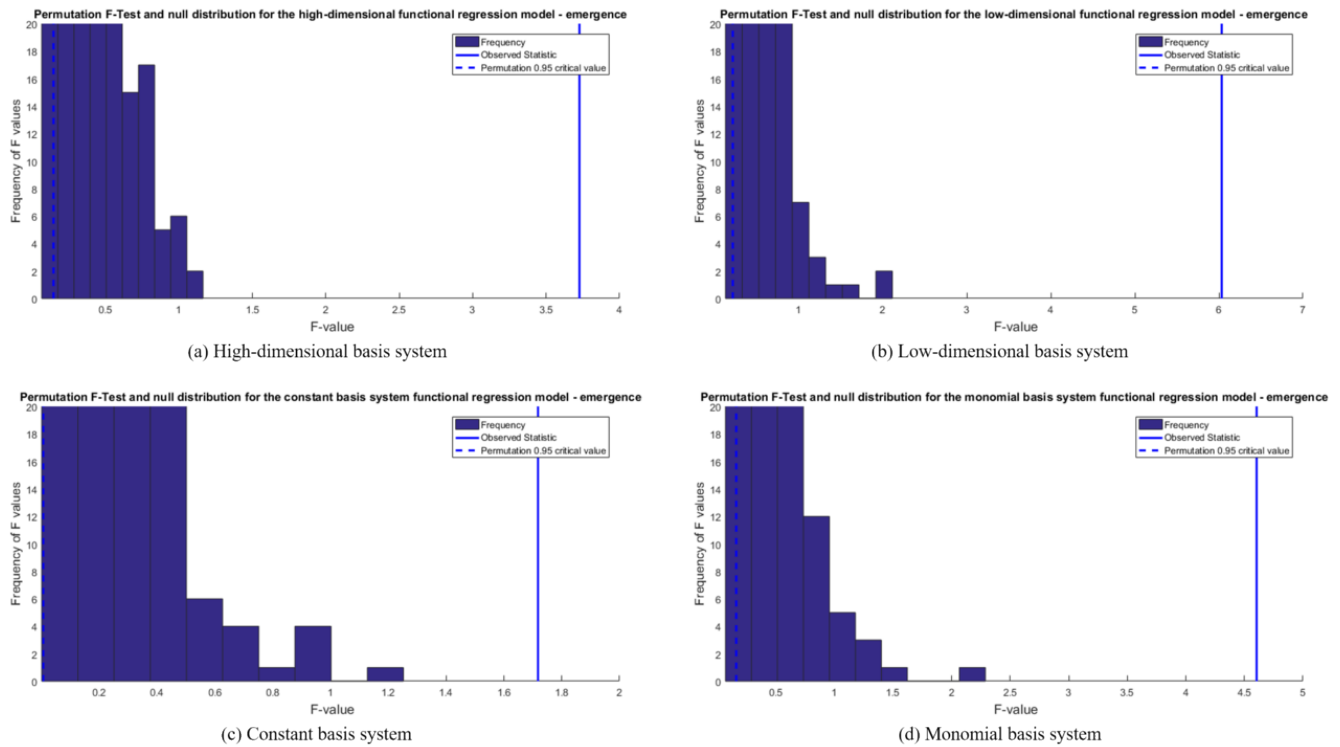 Permutation F-Test and null distribution for the high-dimensional functional regression model - emergence
20
18
16
14
12
10
8
6
4
2
0
Frequency of F values
Frequency
Observed Statistic
Permutation 0.95 critical value
0.5 1 1.5 2 2.5 3 3.5 4
F-value
(a) High-dimensional basis system
Permutation F-Test and null distribution for the low-dimensional functional regression model - emergence
20
18
16
14
12
10
8
6
4
2
0
Frequency of F values
Frequency
Observed Statistic
Permutation 0.95 critical value
1 2 3 4 5 6 7
F-value
(b) Low-dimensional basis system
Permutation F-Test and null distribution for the constant basis system functional regression model - emergence
20
18
16
14
12
10
8
6
4
2
0
Frequency of F values
Frequency
Observed Statistic
Permutation 0.95 critical value
0.2 0.4 0.6 0.8 1 1.2 1.4 1.6 1.8 2
F-value
(c) Constant basis system
Permutation F-Test and null distribution for the monomial basis system functional regression model - emergence
20
18
16
14
12
10
8
6
4
2
0
Frequency of F values
Frequency
Observed Statistic
Permutation 0.95 critical value
0.5 1 1.5 2 2.5 3 3.5 4 4.5 5
F-value
(d) Monomial basis system